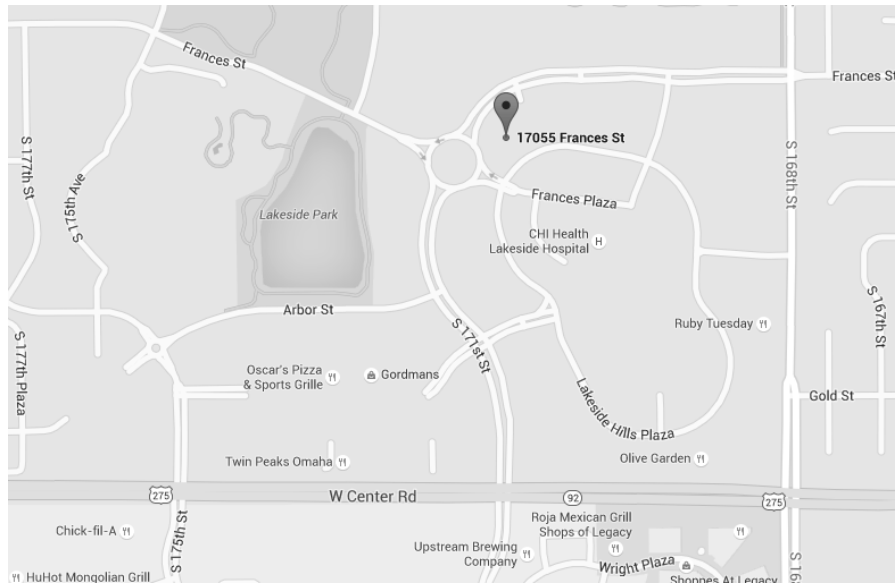 Frances St
Frances St
17055 Frances St
S 177th St
S 175th Ave
S 168th St
Frances Plaza
Lakeside Park
CHI Health
Lakeside Hospital
H
Arbor St
S 171st St
Ruby Tuesday
S 167th St
S 177th Plaza
Oscar's Pizza
& Sports Grille
Gordmans
Lakeside Hills Plaza
Gold St
Twin Peaks Omaha
Olive Garden
275
W Center Rd
92
275
Chick-fil-A
S 175th St
Roja Mexican Grill
Shops of Legacy
Upstream Brewing
Company
Wright Plaza
HuHot Mongolian Grill
Shoppes At Legacy